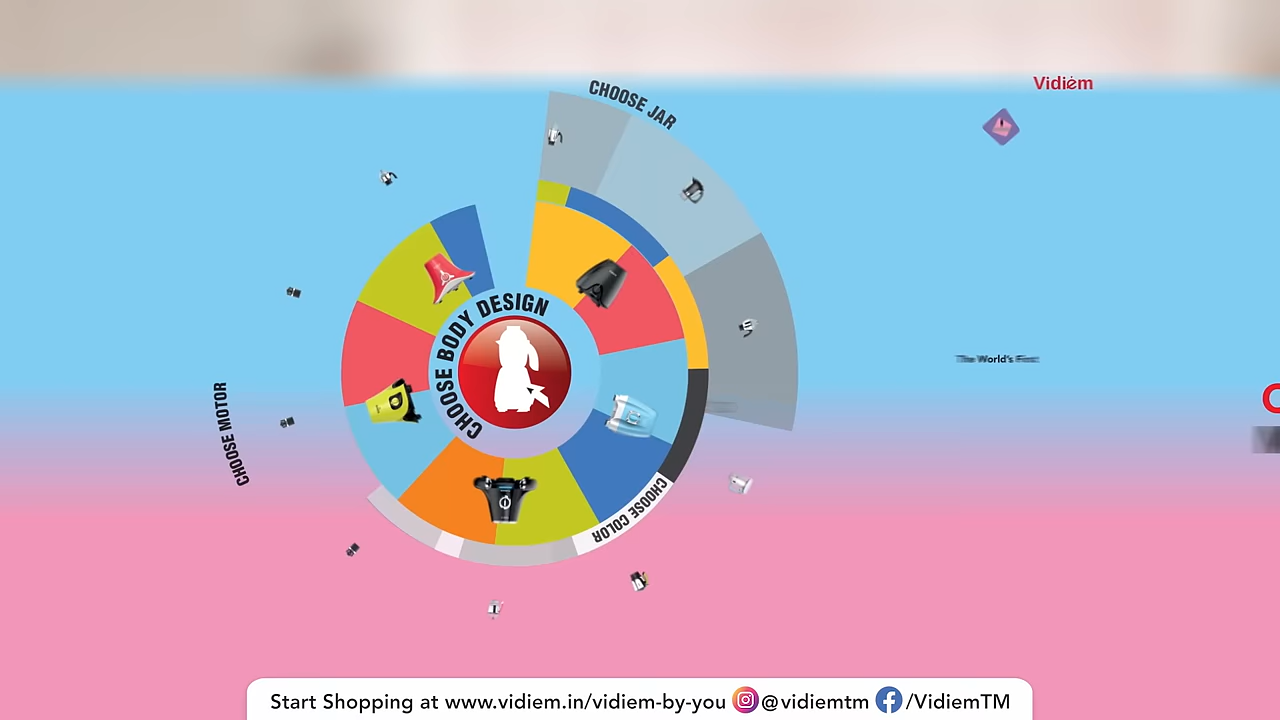 Vidiem
CHOOSE JAR
CHOOSE BODY DESIGN
The World's First
CHOOSE MOTOR
CHOOSE COLOR
Start Shopping at www.vidiem.in/vidiem-by-you @vidiemtm /VidiemTM